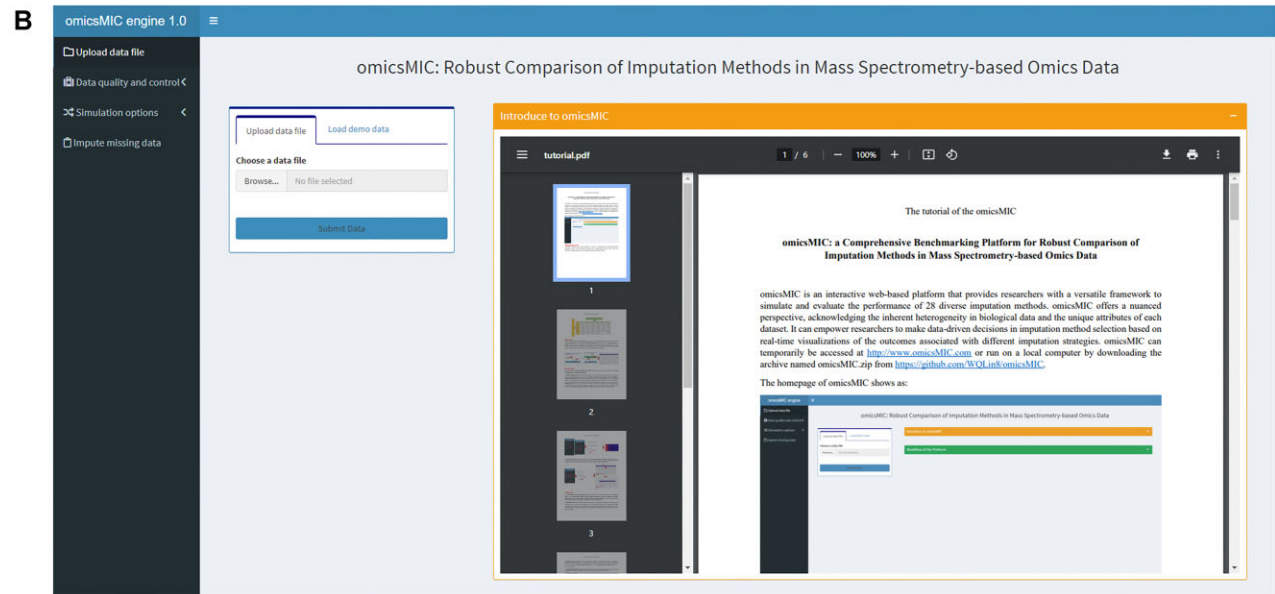 B
omicsMIC engine 1.0
Upload data file
Data quality and control
Simulation options
Impute missing data
omicsMIC: Robust Comparison of Imputation Methods in Mass Spectrometry-based Omics Data
Upload data file
Load demo data
Choose a data file
Browse...
No file selected
Submit Data
Introduce to omicsMIC
tutorial.pdf
1 / 6
100%
1
2
3
The tutorial of the omicsMIC
omicsMIC: a Comprehensive Benchmarking Platform for Robust Comparison of
Imputation Methods in Mass Spectrometry-based Omics Data
omicsMIC is an interactive web-based platform that provides researchers with a versatile framework to
simulate and evaluate the performance of 28 diverse imputation methods. omicsMIC offers a nuanced
perspective, acknowledging the inherent heterogeneity in biological data and the unique attributes of each
dataset. It can empower researchers to make data-driven decisions in imputation method selection based on
real-time visualizations of the outcomes associated with different imputation strategies. omicsMIC can
temporarily be accessed at http://www.omicsMIC.com or run on a local computer by downloading the
archive named omicsMIC.zip from https://github.com/WQLin8/omicsMIC.
The homepage of omicsMIC shows as:
omicsMIC engine
omicsMIC: Robust Comparison of Imputation Methods in Mass Spectrometry-based Omics Data